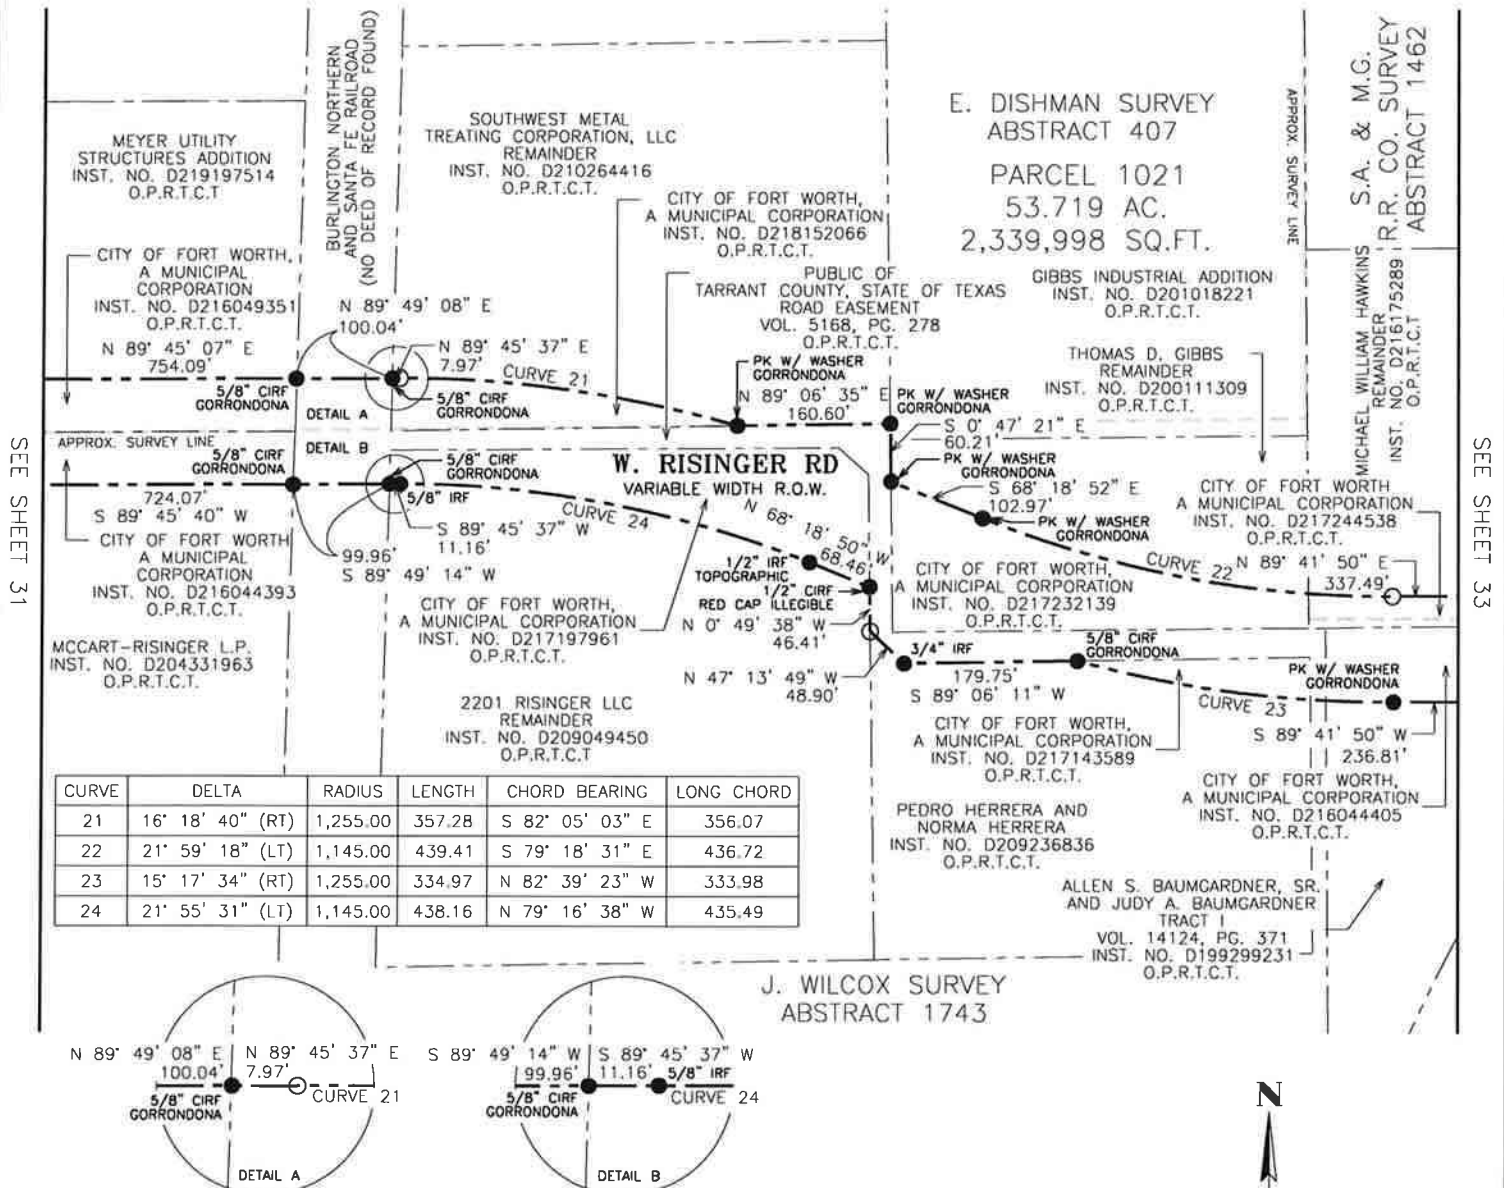 BURLINGTON NORTHERN
AND SANTA FE RAILROAD
(NO DEED OF RECORD FOUND)
MEYER UTILITY
STRUCTURES ADDITION
INST. NO. D219197514
O.P.R.T.C.T
SOUTHWEST METAL
TREATING CORPORATION, LLC
REMAINDER
INST. NO. D210264416
O.P.R.T.C.T.
E. DISHMAN SURVEY
ABSTRACT 407
PARCEL 1021
53.719 AC.
2,339,998 SQ.FT.
APPROX. SURVEY LINE
S.A. & M.G.
R.R. CO. SURVEY
ABSTRACT 1462
CITY OF FORT WORTH,
A MUNICIPAL
CORPORATION
INST. NO. D216049351
O.P.R.T.C.T.
CITY OF FORT WORTH,
A MUNICIPAL CORPORATION
INST. NO. D218152066
O.P.R.T.C.T.
PUBLIC OF
TARRANT COUNTY, STATE OF TEXAS
ROAD EASEMENT
VOL. 5168, PG. 278
O.P.R.T.C.T.
GIBBS INDUSTRIAL ADDITION
INST. NO. D201018221
O.P.R.T.C.T.
MICHAEL WILLIAM HAWKINS
REMAINDER
INST. NO. D216175289
O.P.R.T.C.T
THOMAS D. GIBBS
REMAINDER
INST. NO. D200111309
O.P.R.T.C.T.
N 89° 45' 07" E
754.09'
N 89° 49' 08" E
100.04'
N 89° 45' 37" E
7.97'
CURVE 21
5/8" CIRF
GORRONDONA
5/8" CIRF
GORRONDONA
DETAIL A
PK W/ WASHER
GORRONDONA
N 89° 06' 35" E
160.60'
PK W/ WASHER
GORRONDONA
S 0° 47' 21" E
60.21'
PK W/ WASHER
GORRONDONA
S 68° 18' 52" E
102.97'
PK W/ WASHER
GORRONDONA
CURVE 22
CITY OF FORT WORTH
A MUNICIPAL CORPORATION
INST. NO. D217244538
O.P.R.T.C.T.
N 89° 41' 50" E
337.49'
SEE SHEET 31
SEE SHEET 33
APPROX. SURVEY LINE
5/8" CIRF
GORRONDONA
DETAIL B
5/8" CIRF
GORRONDONA
5/8" IRF
W. RISINGER RD
VARIABLE WIDTH R.O.W.
724.07'
S 89° 45' 40" W
CITY OF FORT WORTH
A MUNICIPAL
CORPORATION
INST. NO. D216044393
O.P.R.T.C.T.
99.96'
S 89° 49' 14" W
S 89° 45' 37" W
11.16'
CURVE 24
N 68° 18' 50" W
68.46'
1/2" IRF
TOPOGRAPHIC
1/2" CIRF
RED CAP ILLEGIBLE
N 0° 49' 38" W
46.41'
N 47° 13' 49" W
48.90'
CITY OF FORT WORTH,
A MUNICIPAL CORPORATION
INST. NO. D217232139
O.P.R.T.C.T.
3/4" IRF
179.75'
S 89° 06' 11" W
5/8" CIRF
GORRONDONA
CURVE 23
PK W/ WASHER
GORRONDONA
S 89° 41' 50" W
236.81'
CITY OF FORT WORTH,
A MUNICIPAL CORPORATION
INST. NO. D217197961
O.P.R.T.C.T.
MCCART-RISINGER L.P.
INST. NO. D204331963
O.P.R.T.C.T.
2201 RISINGER LLC
REMAINDER
INST. NO. D209049450
O.P.R.T.C.T
CITY OF FORT WORTH,
A MUNICIPAL CORPORATION
INST. NO. D217143589
O.P.R.T.C.T.
CITY OF FORT WORTH,
A MUNICIPAL CORPORATION
INST. NO. D216044405
O.P.R.T.C.T.
PEDRO HERRERA AND
NORMA HERRERA
INST. NO. D209236836
O.P.R.T.C.T.
ALLEN S. BAUMGARDNER, SR.
AND JUDY A. BAUMGARDNER
TRACT I
VOL. 14124, PG. 371
INST. NO. D199299231
O.P.R.T.C.T.
CURVE DELTA RADIUS LENGTH CHORD BEARING LONG CHORD
21 16° 18' 40" (RT) 1,255.00 357.28 S 82° 05' 03" E 356.07
22 21° 59' 18" (LT) 1,145.00 439.41 S 79° 18' 31" E 436.72
23 15° 17' 34" (RT) 1,255.00 334.97 N 82° 39' 23" W 333.98
24 21° 55' 31" (LT) 1,145.00 438.16 N 79° 16' 38" W 435.49
J. WILCOX SURVEY
ABSTRACT 1743
N 89° 49' 08" E
100.04'
N 89° 45' 37" E
7.97'
5/8" CIRF
GORRONDONA
CURVE 21
DETAIL A
S 89° 49' 14" W
99.96'
S 89° 45' 37" W
11.16'
5/8" IRF
5/8" CIRF
GORRONDONA
CURVE 24
DETAIL B
N